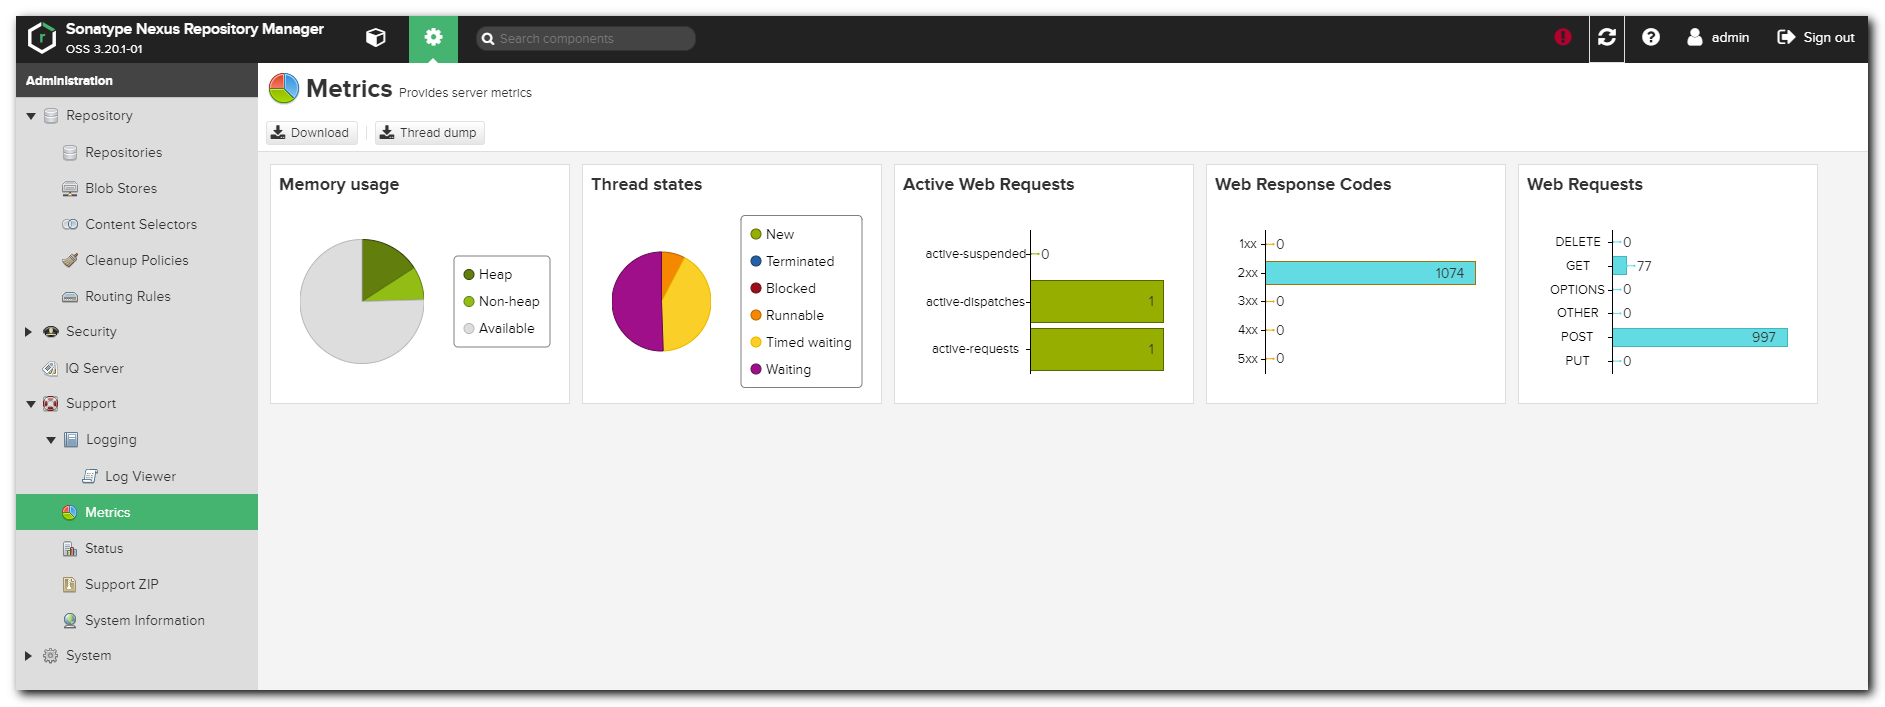 Sonatype Nexus Repository Manager
OSS 3.20.1-01
Search components
admin
Sign out
Administration
Repository
Repositories
Blob Stores
Content Selectors
Cleanup Policies
Routing Rules
Security
IQ Server
Support
Logging
Log Viewer
Metrics
Status
Support ZIP
System Information
System
Metrics Provides server metrics
Download
Thread dump
Memory usage
Heap
Non-heap
Available
Thread states
New
Terminated
Blocked
Runnable
Timed waiting
Waiting
Active Web Requests
active-suspended 0
active-dispatches 1
active-requests 1
Web Response Codes
1xx 0
2xx 1074
3xx 0
4xx 0
5xx 0
Web Requests
DELETE 0
GET 77
OPTIONS 0
OTHER 0
POST 997
PUT 0